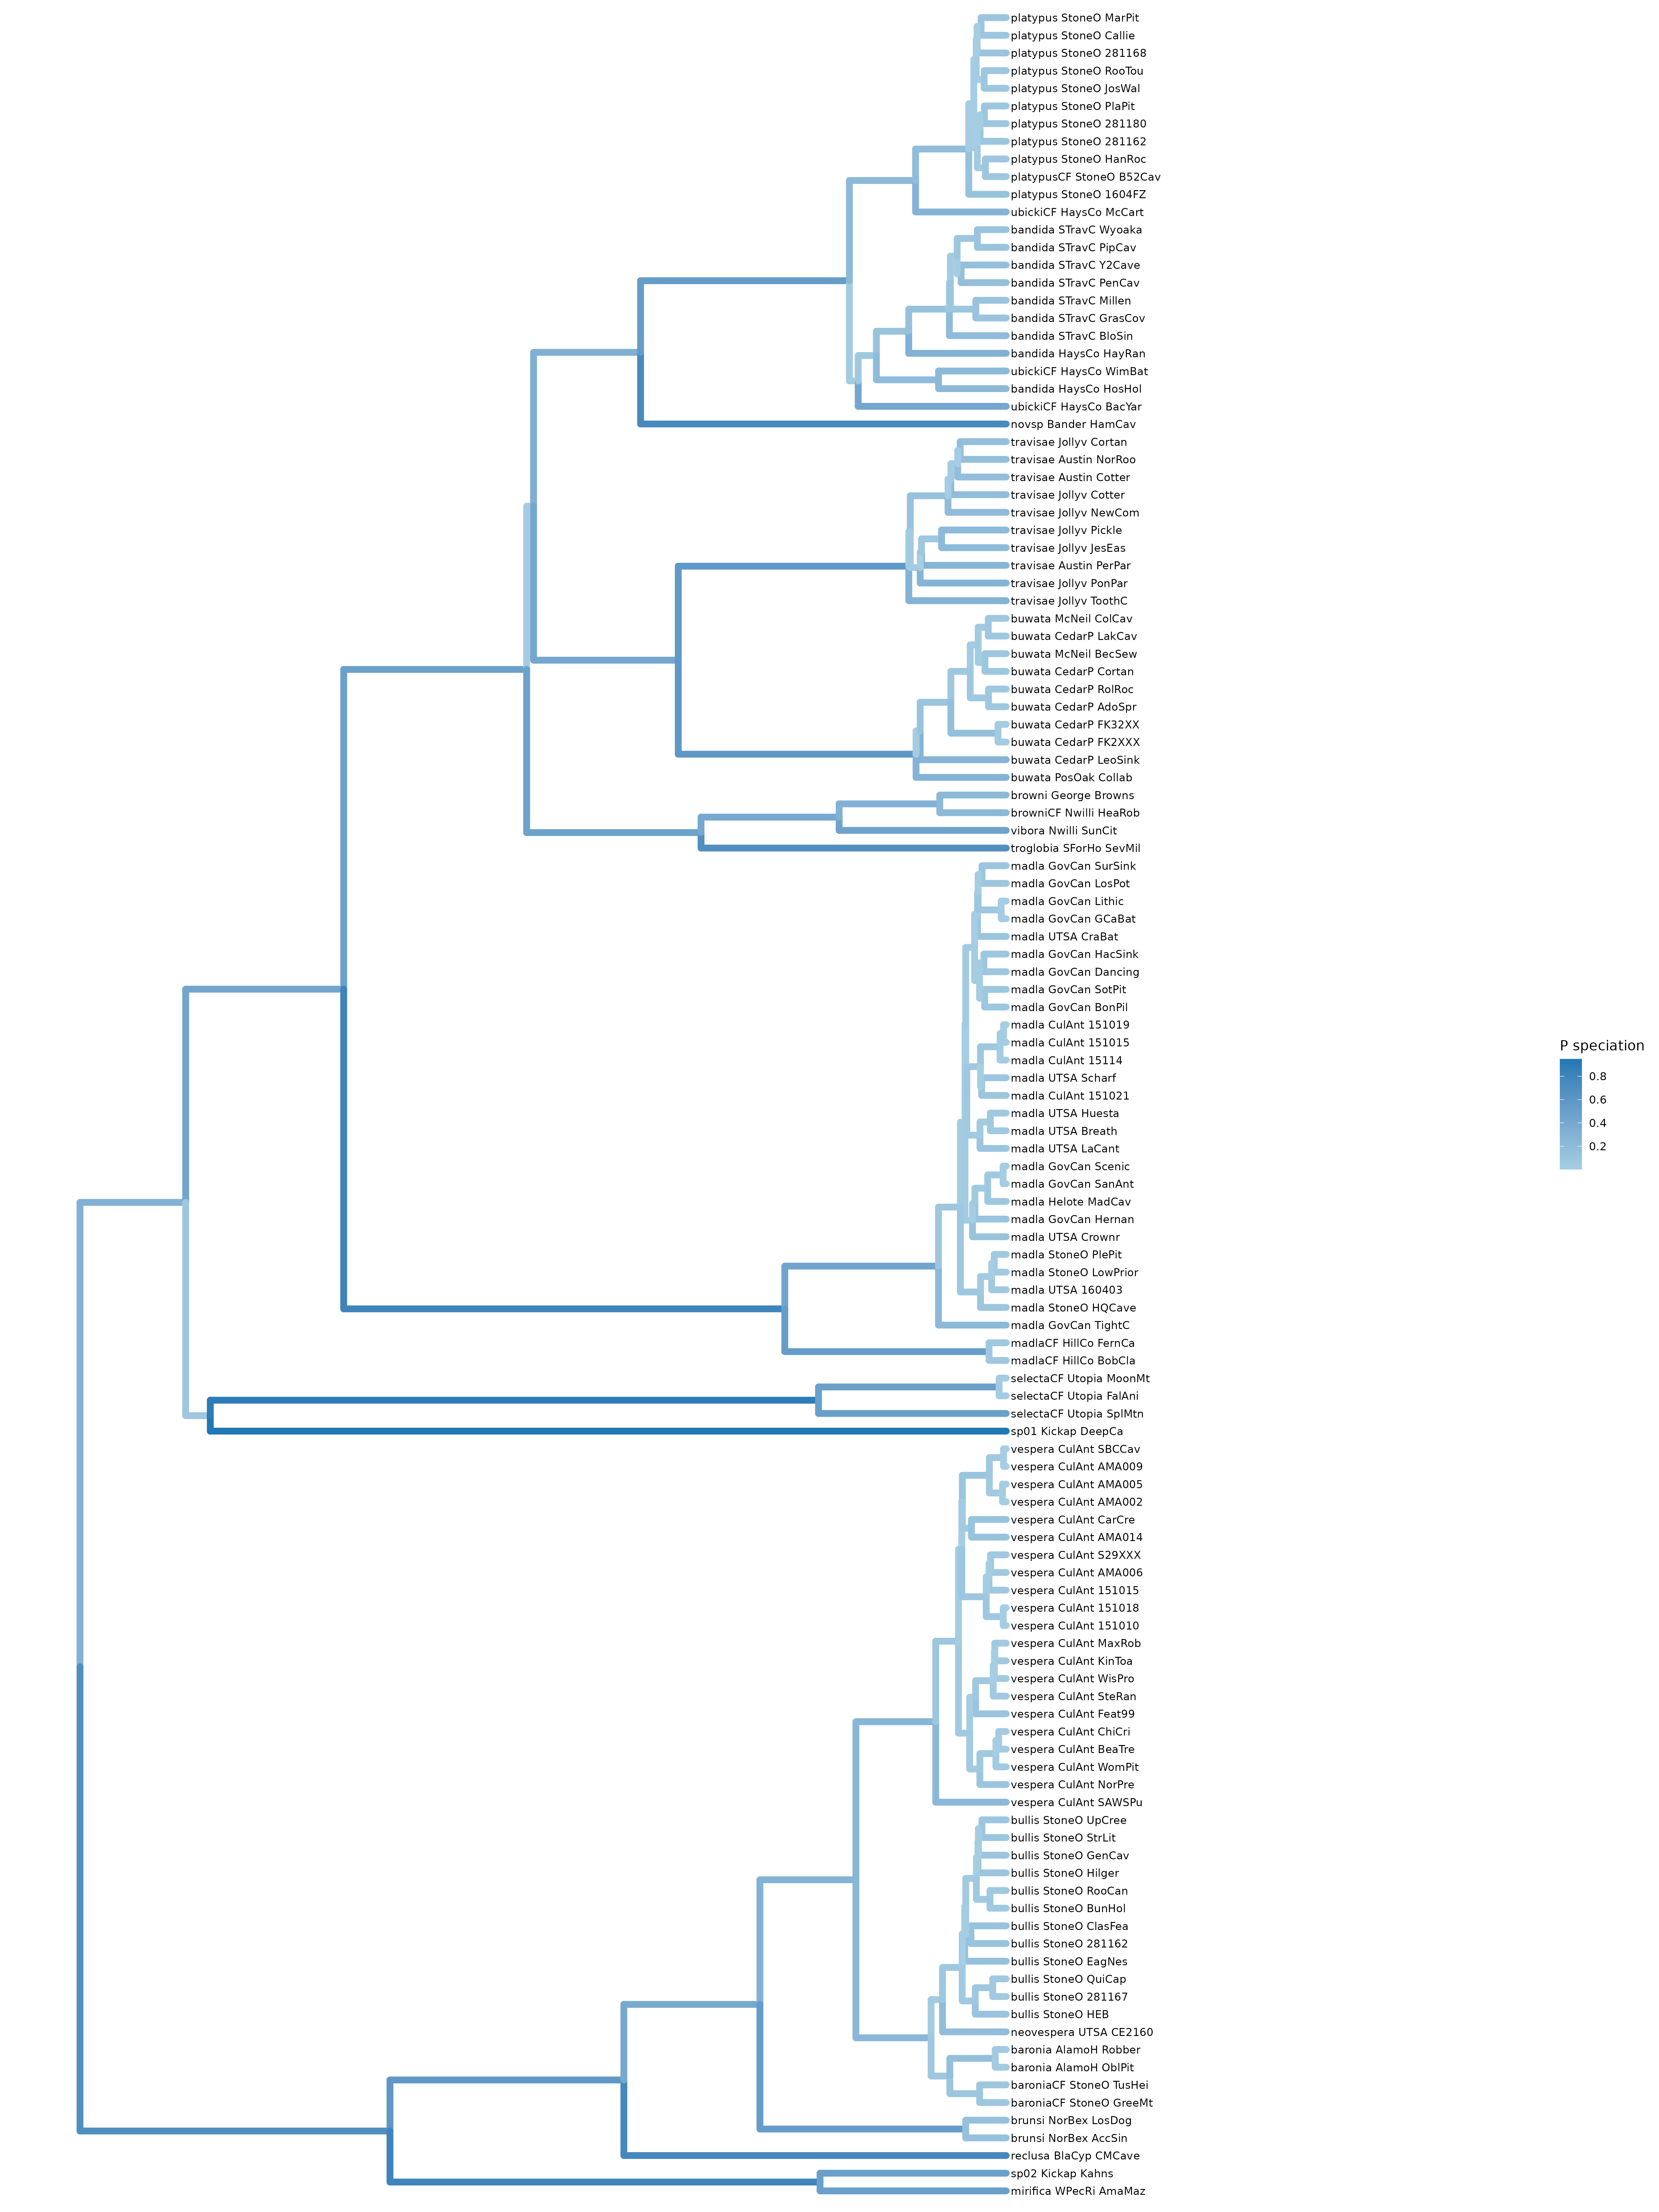 platypus StoneO MarPit
platypus StoneO Callie
platypus StoneO 281168
platypus StoneO RooTou
platypus StoneO JosWal
platypus StoneO PlaPit
platypus StoneO 281180
platypus StoneO 281162
platypus StoneO HanRoc
platypusCF StoneO B52Cav
platypus StoneO 1604FZ
ubickiCF HaysCo McCart
bandida STravC Wyoaka
bandida STravC PipCav
bandida STravC Y2Cave
bandida STravC PenCav
bandida STravC Millen
bandida STravC GrasCov
bandida STravC BloSin
bandida HaysCo HayRan
ubickiCF HaysCo WimBat
bandida HaysCo HosHol
ubickiCF HaysCo BacYar
novsp Bander HamCav
travisae Jollyv Cortan
travisae Austin NorRoo
travisae Austin Cotter
travisae Jollyv Cotter
travisae Jollyv NewCom
travisae Jollyv Pickle
travisae Jollyv JesEas
travisae Austin PerPar
travisae Jollyv PonPar
travisae Jollyv ToothC
buwata McNeil ColCav
buwata CedarP LakCav
buwata McNeil BecSew
buwata CedarP Cortan
buwata CedarP RolRoc
buwata CedarP AdoSpr
buwata CedarP FK32XX
buwata CedarP FK2XXX
buwata CedarP LeoSink
buwata PosOak Collab
browni George Browns
browniCF Nwilli HeaRob
vibora Nwilli SunCit
troglobia SForHo SevMil
madla GovCan SurSink
madla GovCan LosPot
madla GovCan Lithic
madla GovCan GCaBat
madla UTSA CraBat
madla GovCan HacSink
madla GovCan Dancing
madla GovCan SotPit
madla GovCan BonPil
madla CulAnt 151019
madla CulAnt 151015
madla CulAnt 15114
madla UTSA Scharf
madla CulAnt 151021
madla UTSA Huesta
madla UTSA Breath
madla UTSA LaCant
madla GovCan Scenic
madla GovCan SanAnt
madla Helote MadCav
madla GovCan Hernan
madla UTSA Crownr
madla StoneO PlePit
madla StoneO LowPrior
madla UTSA 160403
madla StoneO HQCave
madla GovCan TightC
madlaCF HillCo FernCa
madlaCF HillCo BobCla
selectaCF Utopia MoonMt
selectaCF Utopia FalAni
selectaCF Utopia SplMtn
sp01 Kickap DeepCa
vespera CulAnt SBCCav
vespera CulAnt AMA009
vespera CulAnt AMA005
vespera CulAnt AMA002
vespera CulAnt CarCre
vespera CulAnt AMA014
vespera CulAnt S29XXX
vespera CulAnt AMA006
vespera CulAnt 151015
vespera CulAnt 151018
vespera CulAnt 151010
vespera CulAnt MaxRob
vespera CulAnt KinToa
vespera CulAnt WisPro
vespera CulAnt SteRan
vespera CulAnt Feat99
vespera CulAnt ChiCri
vespera CulAnt BeaTre
vespera CulAnt WomPit
vespera CulAnt NorPre
vespera CulAnt SAWSPu
bullis StoneO UpCree
bullis StoneO StrLit
bullis StoneO GenCav
bullis StoneO Hilger
bullis StoneO RooCan
bullis StoneO BunHol
bullis StoneO ClasFea
bullis StoneO 281162
bullis StoneO EagNes
bullis StoneO QuiCap
bullis StoneO 281167
bullis StoneO HEB
neovespera UTSA CE2160
baronia AlamoH Robber
baronia AlamoH OblPit
baroniaCF StoneO TusHei
baroniaCF StoneO GreeMt
brunsi NorBex LosDog
brunsi NorBex AccSin
reclusa BlaCyp CMCave
sp02 Kickap Kahns
mirifica WPecRi AmaMaz
P speciation
0.8
0.6
0.4
0.2